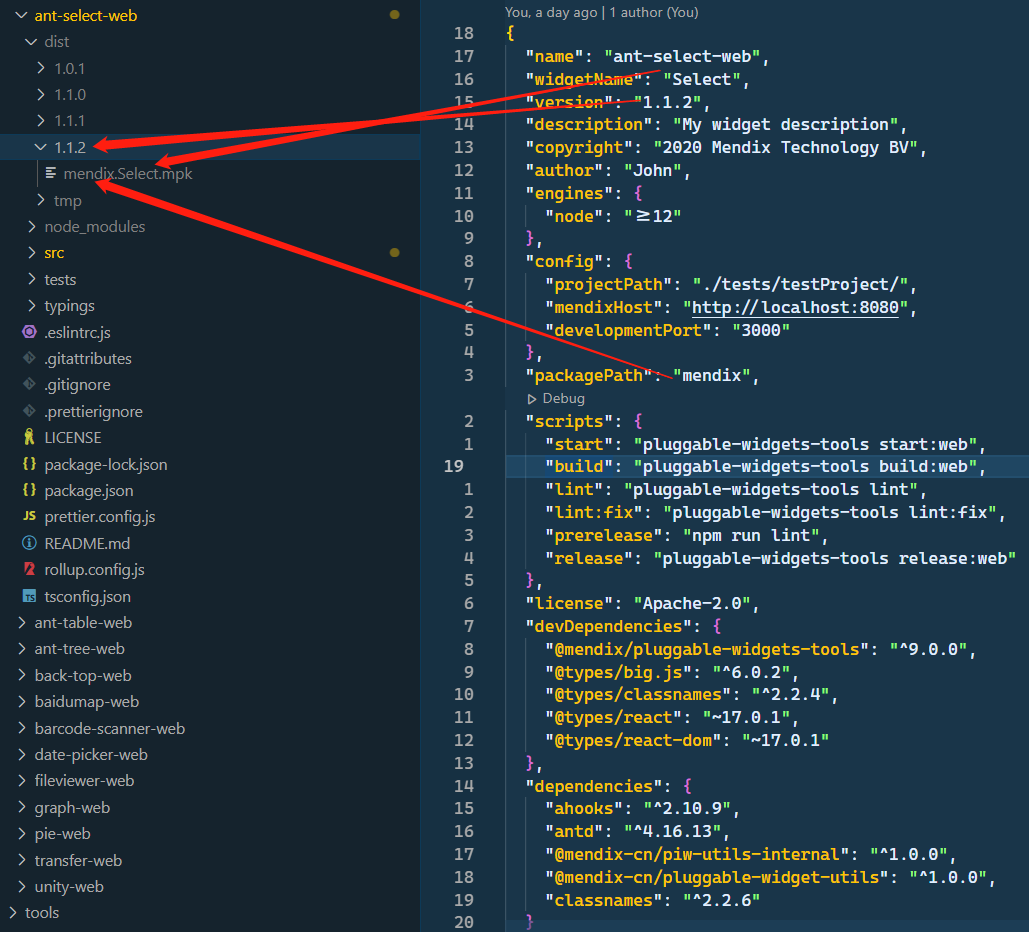 ant-select-web
dist
1.0.1
1.1.0
1.1.1
1.1.2
mendix.Select.mpk
tmp
node_modules
src
tests
typings
.eslintrc.js
.gitattributes
.gitignore
.prettierignore
LICENSE
{} package-lock.json
{} package.json
JS prettier.config.js
README.md
rollup.config.js
TS tsconfig.json
ant-table-web
ant-tree-web
back-top-web
baidumap-web
barcode-scanner-web
date-picker-web
fileviewer-web
graph-web
pie-web
transfer-web
unity-web
tools
You, a day ago | 1 author (You)
18 {
17 "name": "ant-select-web",
16 "widgetName": "Select",
15 "version": "1.1.2",
14 "description": "My widget description",
13 "copyright": "2020 Mendix Technology BV",
12 "author": "John",
11 "engines": {
10 "node": "≥12"
9 },
8 "config": {
7 "projectPath": "./tests/testProject/",
6 "mendixHost": "http://localhost:8080",
5 "developmentPort": "3000"
4 },
3 "packagePath": "mendix",
Debug
2 "scripts": {
1 "start": "pluggable-widgets-tools start:web",
19 "build": "pluggable-widgets-tools build:web",
1 "lint": "pluggable-widgets-tools lint",
2 "lint:fix": "pluggable-widgets-tools lint:fix",
3 "prerelease": "npm run lint",
4 "release": "pluggable-widgets-tools release:web"
5 },
6 "license": "Apache-2.0",
7 "devDependencies": {
8 "@mendix/pluggable-widgets-tools": "^9.0.0",
9 "@types/big.js": "^6.0.2",
10 "@types/classnames": "^2.2.4",
11 "@types/react": "~17.0.1",
12 "@types/react-dom": "~17.0.1"
13 },
14 "dependencies": {
15 "ahooks": "^2.10.9",
16 "antd": "^4.16.13",
17 "@mendix-cn/piw-utils-internal": "^1.0.0",
18 "@mendix-cn/pluggable-widget-utils": "^1.0.0",
19 "classnames": "^2.2.6"
20 }